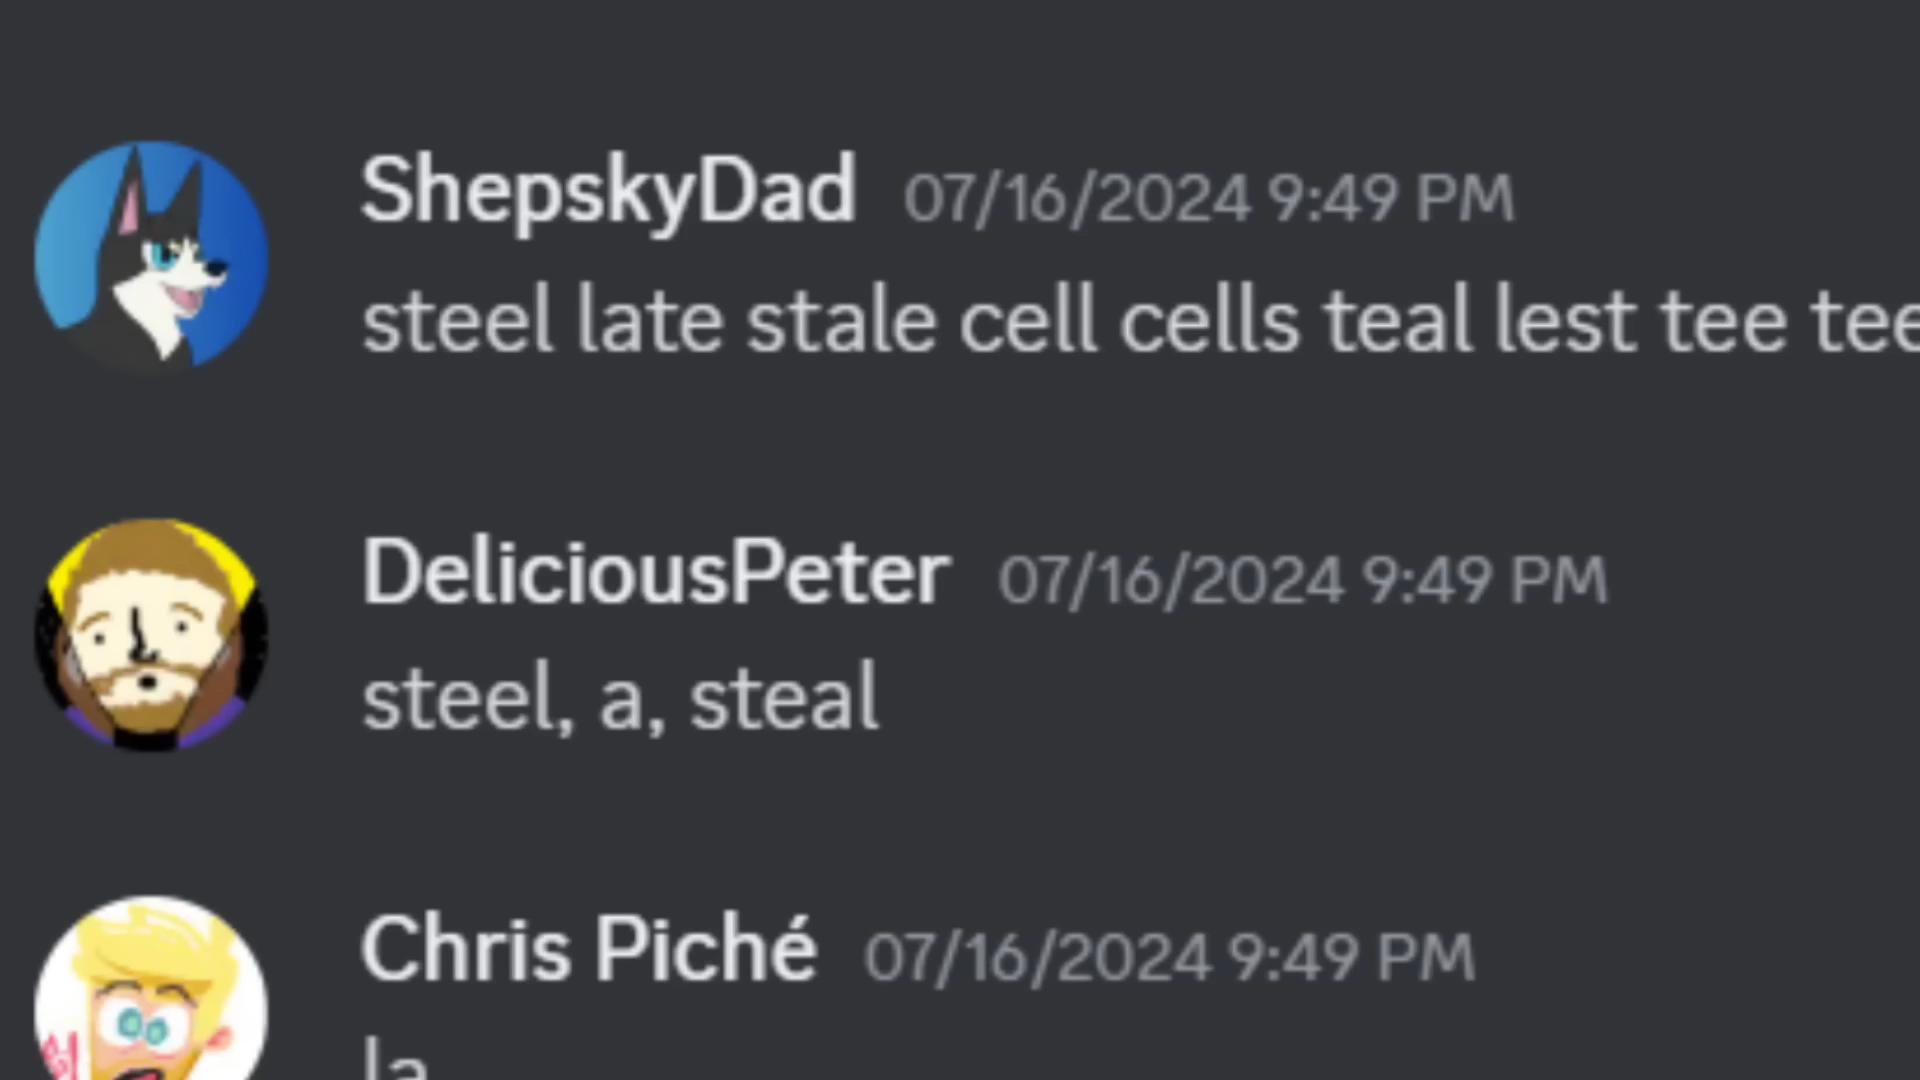 ShepskyDad 07/16/2024 9:49 PM
steel late stale cell cells teal lest tee tee
DeliciousPeter 07/16/2024 9:49 PM
steel, a, steal
Chris Piché 07/16/2024 9:49 PM
la